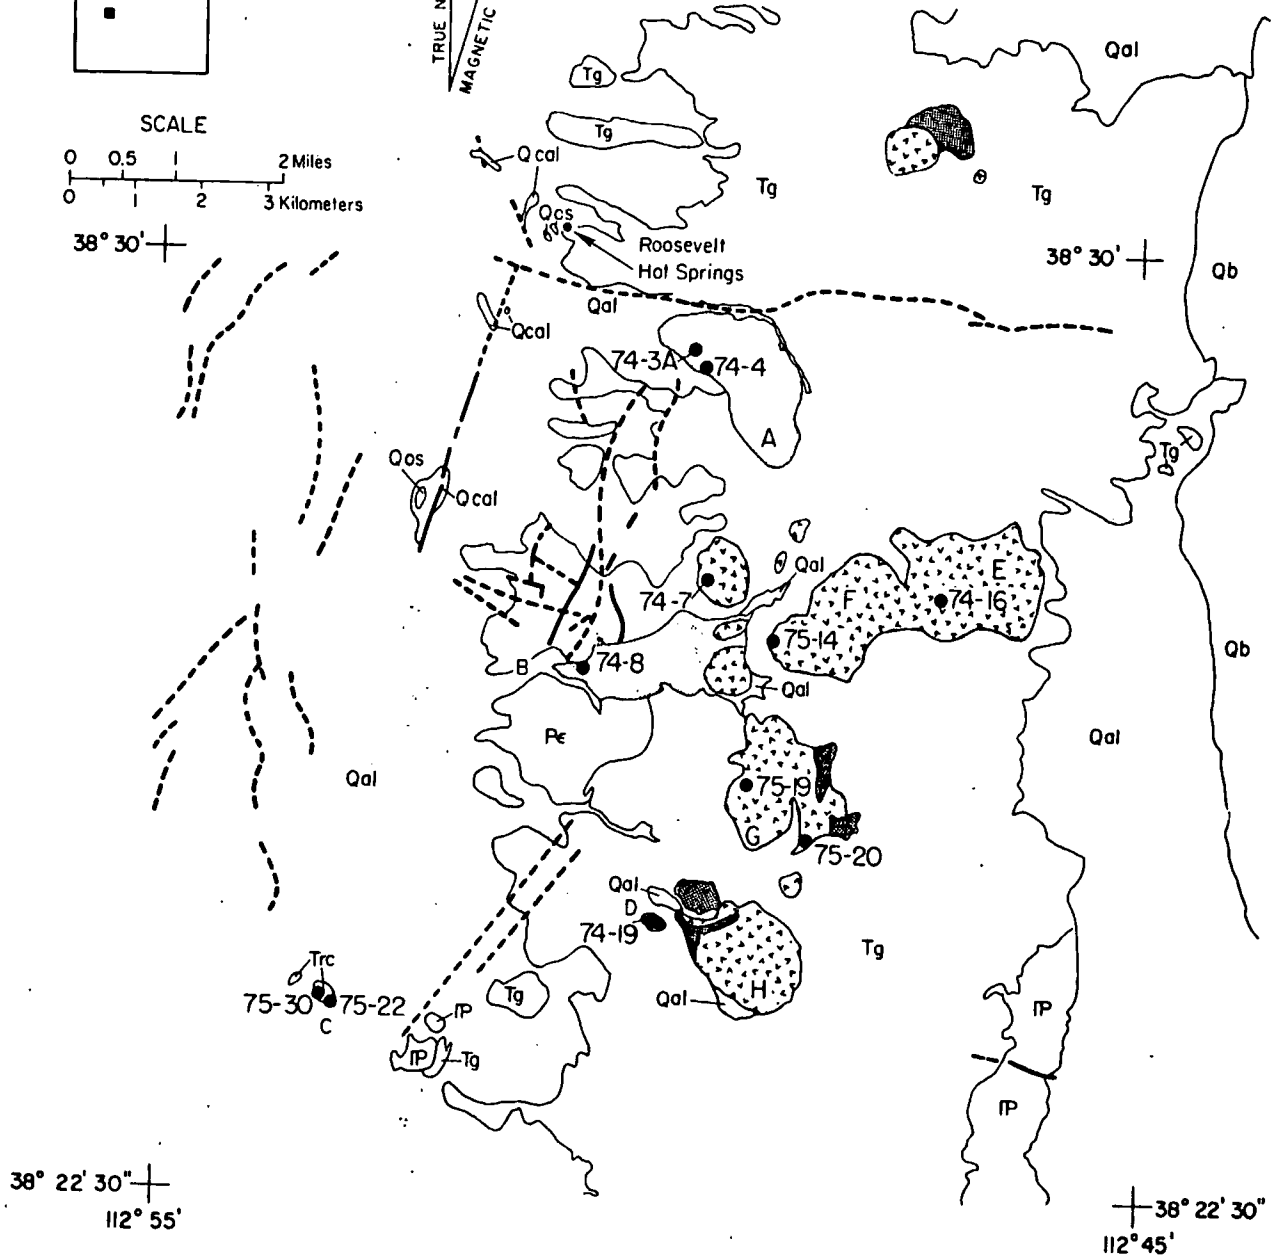 TRUE N
MAGNETIC
SCALE
0 0.5 1 2 Miles
0 1 2 3 Kilometers
38° 30'
Tg
Tg
Qcal
Qos
Roosevelt
Hot Springs
Tg
Qal
Tg
38° 30'
Qb
Qal
Qcal
74-3A
74-4
A
Tg
Qos
Qcal
Qal
E
F
74-7
74-16
75-14
74-8
B
Qal
Qb
P€
Qal
Qal
75-19
G
75-20
Qal
D
74-19
Tg
H
Qal
Trc
75-30
75-22
C
Tg
IP
IP
Tg
IP
IP
38° 22' 30"
112° 55'
38° 22' 30"
112° 45'